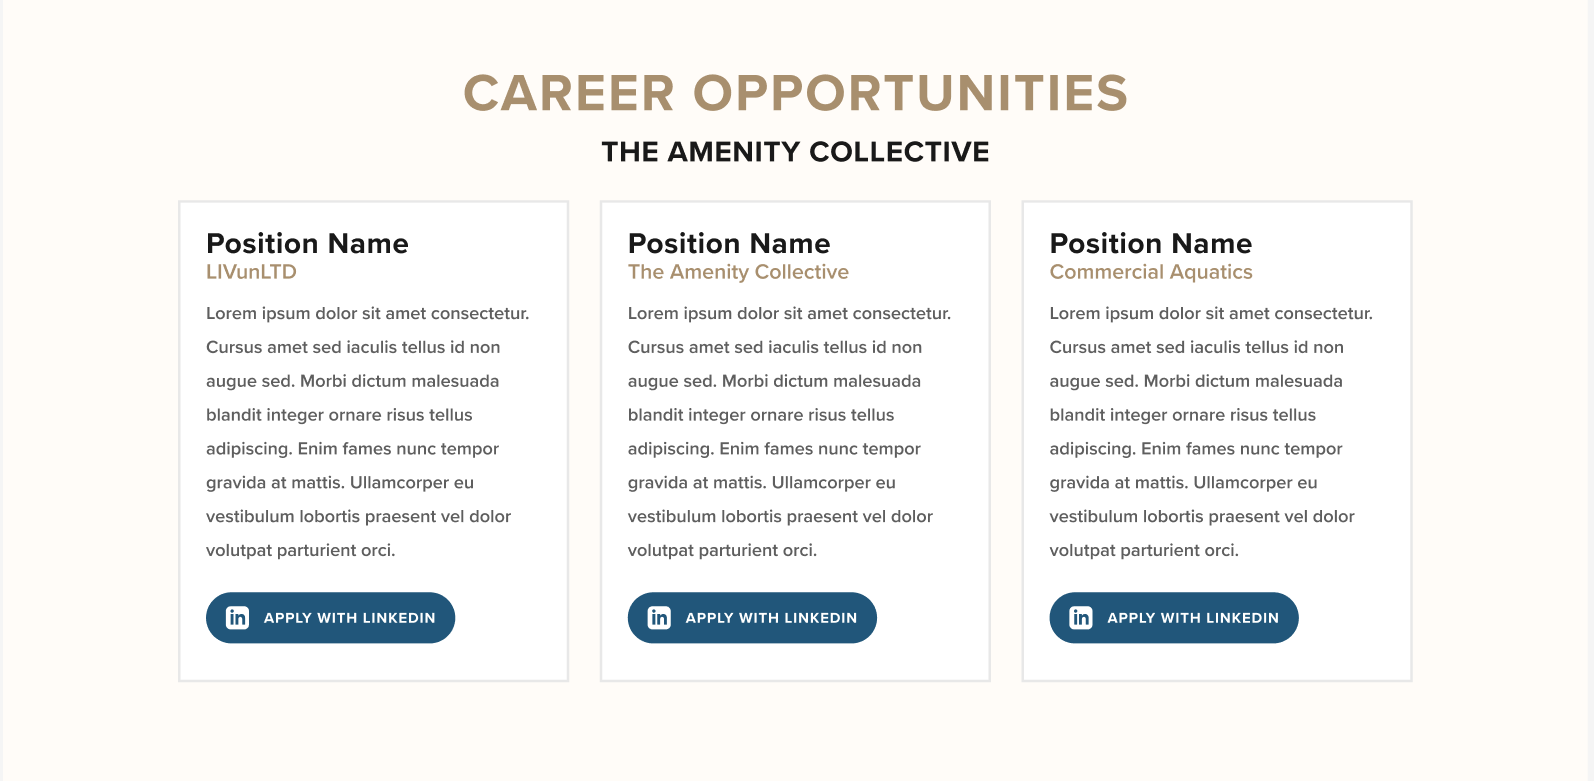 CAREER OPPORTUNITIES
THE AMENITY COLLECTIVE
Position Name
LIVunLTD
Lorem ipsum dolor sit amet consectetur.
Cursus amet sed iaculis tellus id non
augue sed. Morbi dictum malesuada
blandit integer ornare risus tellus
adipiscing. Enim fames nunc tempor
gravida at mattis. Ullamcorper eu
vestibulum lobortis praesent vel dolor
volutpat parturient orci.
in APPLY WITH LINKEDIN
Position Name
The Amenity Collective
Lorem ipsum dolor sit amet consectetur.
Cursus amet sed iaculis tellus id non
augue sed. Morbi dictum malesuada
blandit integer ornare risus tellus
adipiscing. Enim fames nunc tempor
gravida at mattis. Ullamcorper eu
vestibulum lobortis praesent vel dolor
volutpat parturient orci.
in APPLY WITH LINKEDIN
Position Name
Commercial Aquatics
Lorem ipsum dolor sit amet consectetur.
Cursus amet sed iaculis tellus id non
augue sed. Morbi dictum malesuada
blandit integer ornare risus tellus
adipiscing. Enim fames nunc tempor
gravida at mattis. Ullamcorper eu
vestibulum lobortis praesent vel dolor
volutpat parturient orci.
in APPLY WITH LINKEDIN